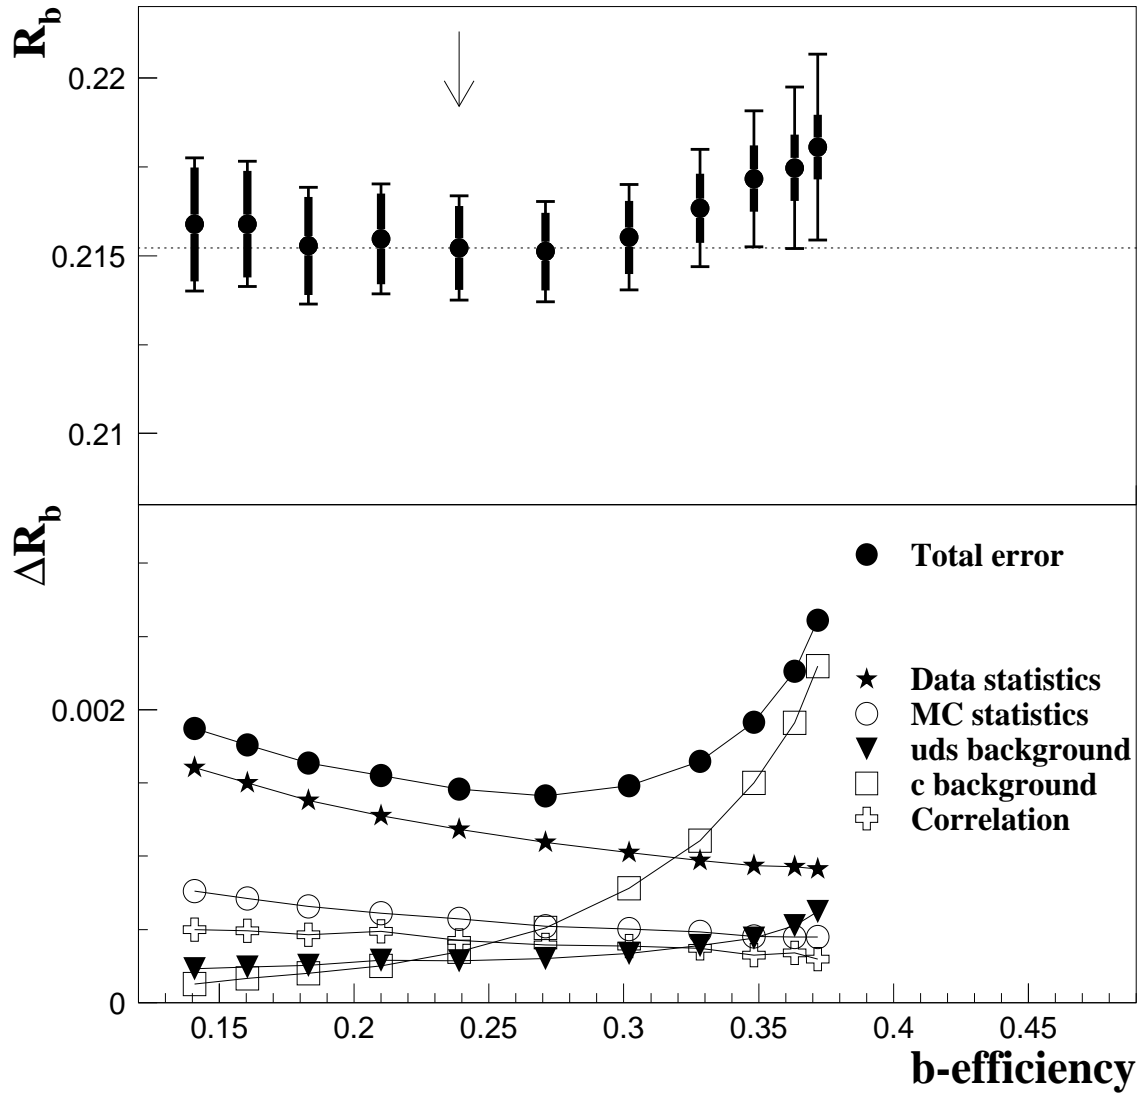 R_b
0.22
0.215
0.21
ΔR_b
Total error
Data statistics
0.002
MC statistics
uds background
c background
Correlation
0
0.15
0.2
0.25
0.3
0.35
0.4
0.45
b-efficiency